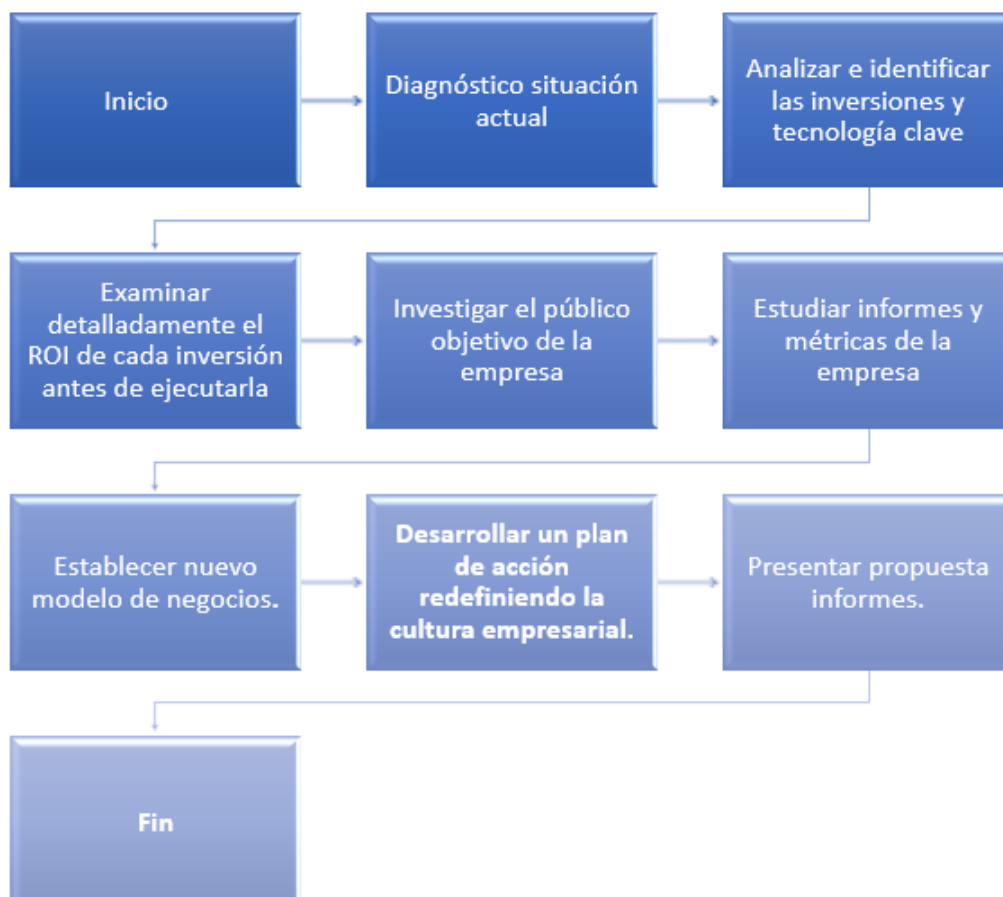 Inicio
Diagnóstico situación
actual
Analizar e identificar
las inversiones y
tecnología clave
Examinar
detalladamente el
ROI de cada inversión
antes de ejecutarla
Investigar el público
objetivo de la
empresa
Estudiar informes y
métricas de la
empresa
Establecer nuevo
modelo de negocios.
Desarrollar un plan
de acción
redefiniendo la
cultura empresarial.
Presentar propuesta
informes.
Fin